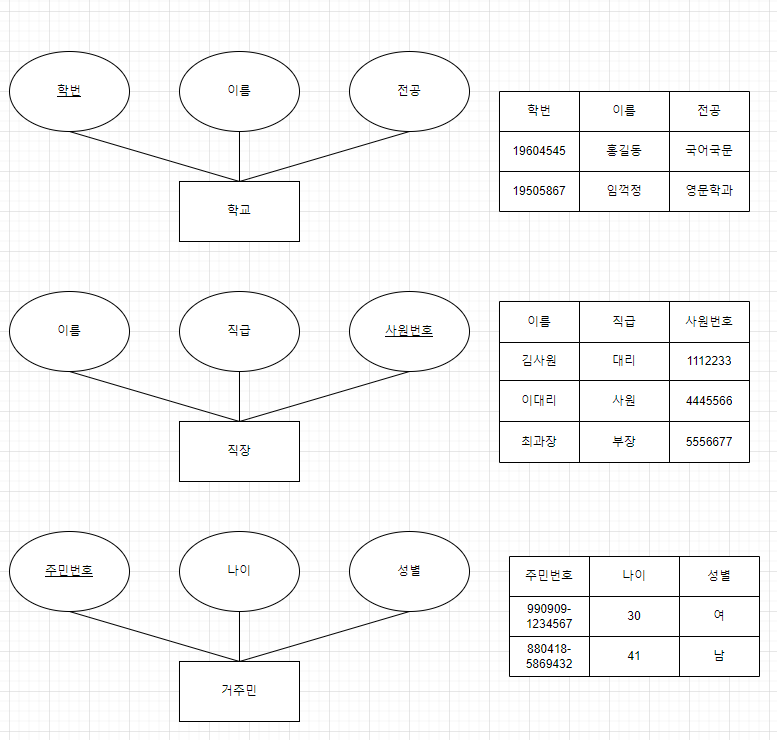 학번
이름
전공
학교
학번 이름 전공
19604545 홍길동 국어국문
19505867 임꺽정 영문학과
이름
직급
사원번호
직장
이름 직급 사원번호
김사원 대리 1112233
이대리 사원 4445566
최과장 부장 5556677
주민번호
나이
성별
거주민
주민번호 나이 성별
990909-
1234567 30 여
880418-
5869432 41 남